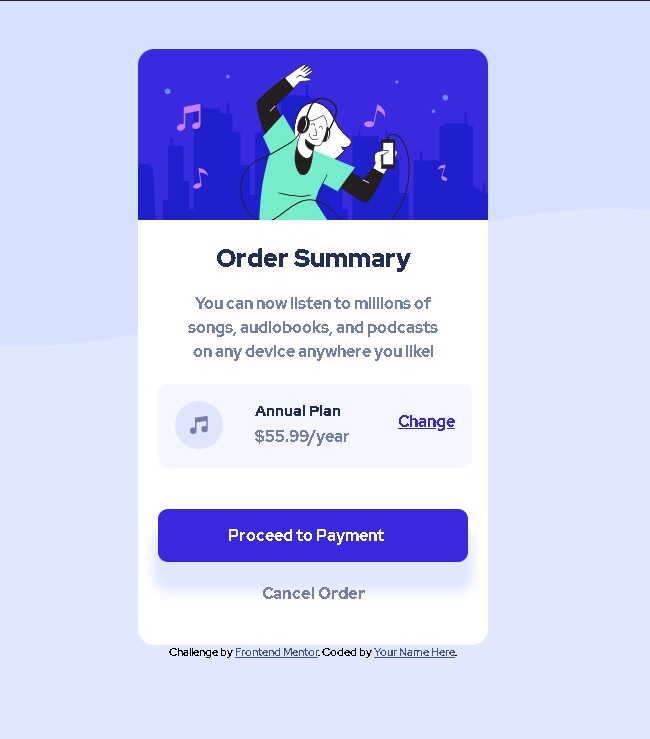 Order Summary
You can now listen to millions of
songs, audiobooks, and podcasts
on any device anywhere you like!
Annual Plan
$55.99/year
Change
Proceed to Payment
Cancel Order
Challenge by Frontend Mentor. Coded by Your Name Here.